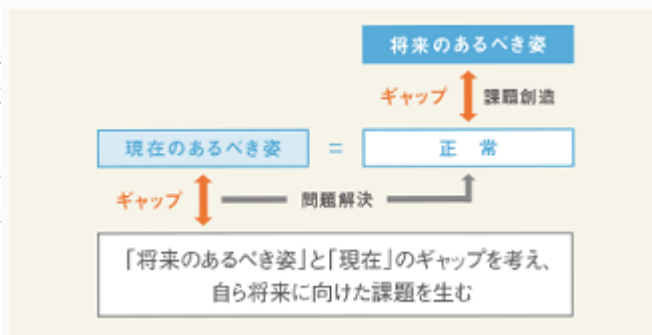 将来のあるべき姿
ギャップ 課題創造
現在のあるべき姿 = 正 常
ギャップ 問題解決
「将来のあるべき姿」と「現在」のギャップを考え、
自ら将来に向けた課題を生む